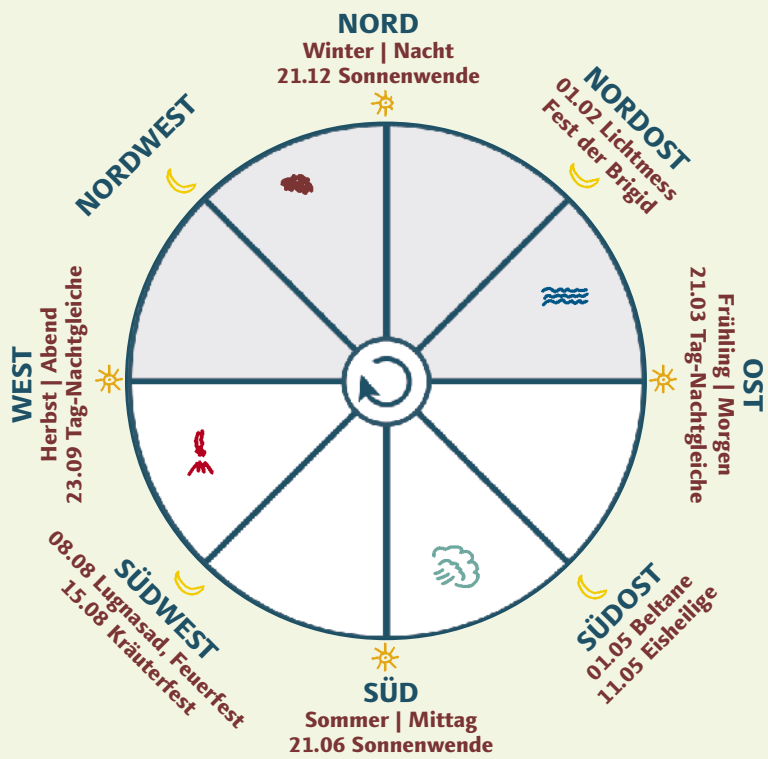 NORD
Winter | Nacht
21.12 Sonnenwende
NORDOST
01.02 Lichtmess
Fest der Brigid
OST
Frühling | Morgen
21.03 Tag-Nachtgleiche
SÜDOST
01.05 Beltane
11.05 Eisheilige
SÜD
Sommer | Mittag
21.06 Sonnenwende
SÜDWEST
08.08 Lugnasad, Feuerfest
15.08 Kräuterfest
WEST
Herbst | Abend
23.09 Tag-Nachtgleiche
NORDWEST